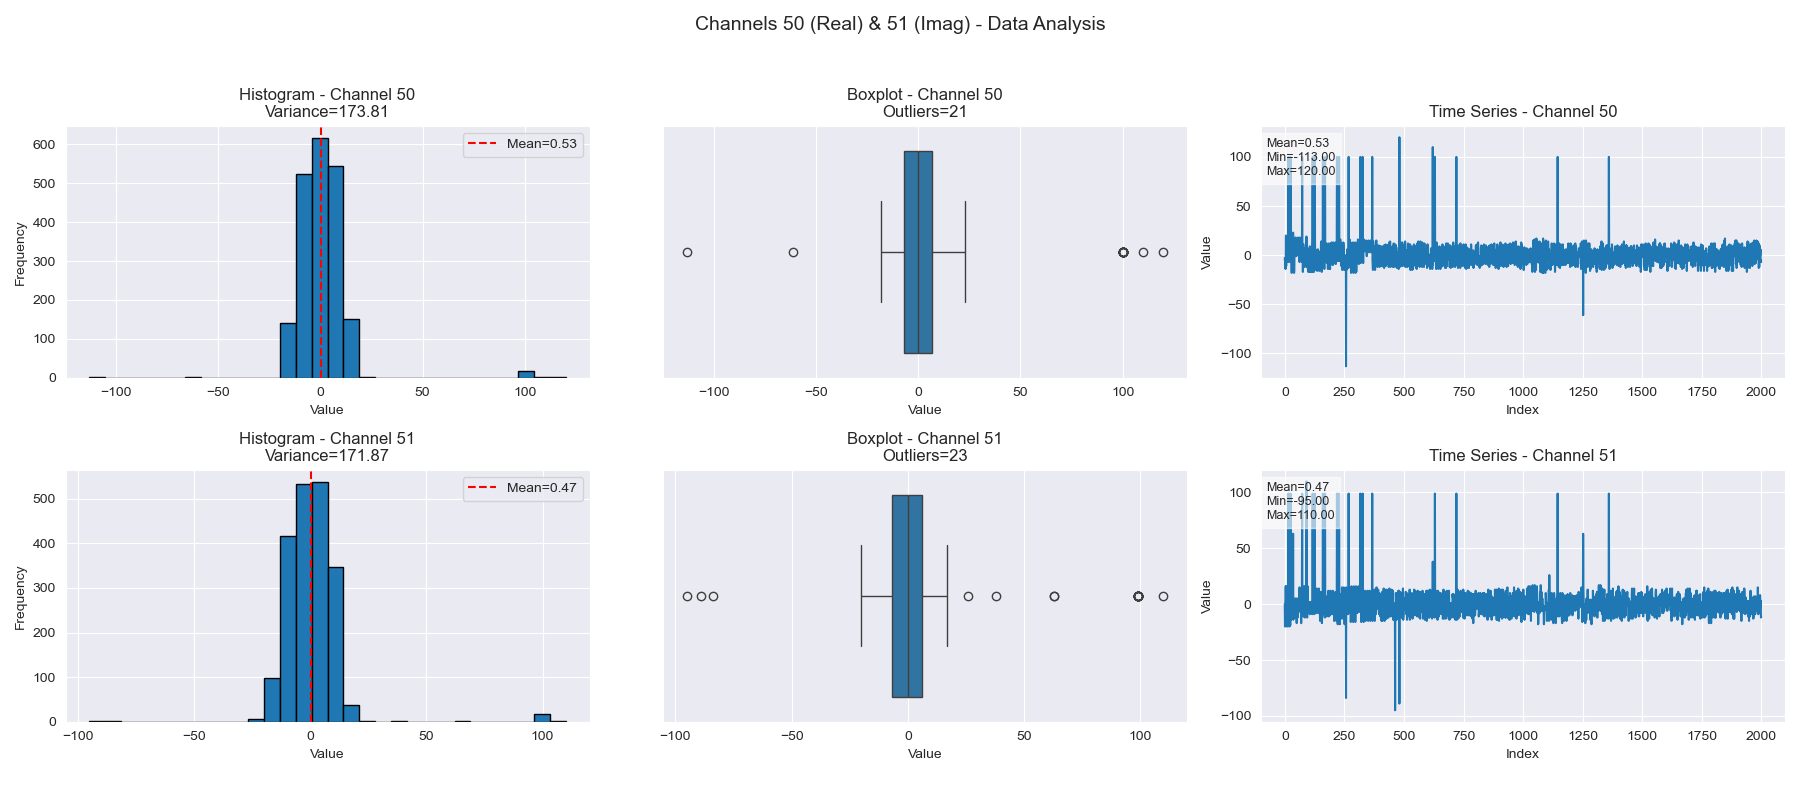 Channels 50 (Real) & 51 (Imag) - Data Analysis
Histogram - Channel 50
Variance=173.81
Mean=0.53
Frequency
600
500
400
300
200
100
0
−100
−50
0
50
100
Value
Boxplot - Channel 50
Outliers=21
−100
−50
0
50
100
Value
Time Series - Channel 50
Mean=0.53
Min=-113.00
Max=120.00
Value
100
50
0
−50
−100
0
250
500
750
1000
1250
1500
1750
2000
Index
Histogram - Channel 51
Variance=171.87
Mean=0.47
Frequency
500
400
300
200
100
0
−100
−50
0
50
100
Value
Boxplot - Channel 51
Outliers=23
−100
−50
0
50
100
Value
Time Series - Channel 51
Mean=0.47
Min=-95.00
Max=110.00
Value
100
50
0
−50
−100
0
250
500
750
1000
1250
1500
1750
2000
Index